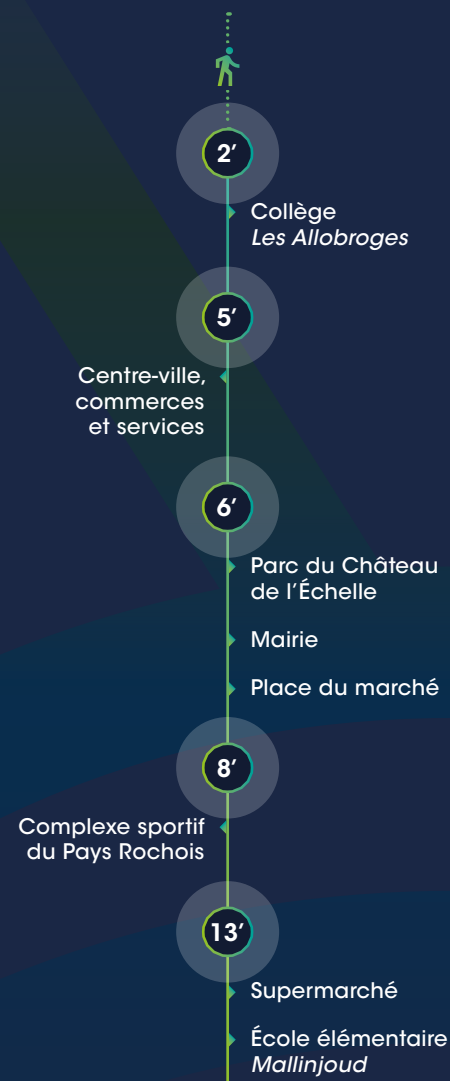 2’
Collège
Les Allobroges
5’
Centre-ville,
commerces
et services
6’
Parc du Château
de l’Échelle
Mairie
Place du marché
8’
Complexe sportif
du Pays Rochois
13’
Supermarché
École élémentaire
Mallinjoud